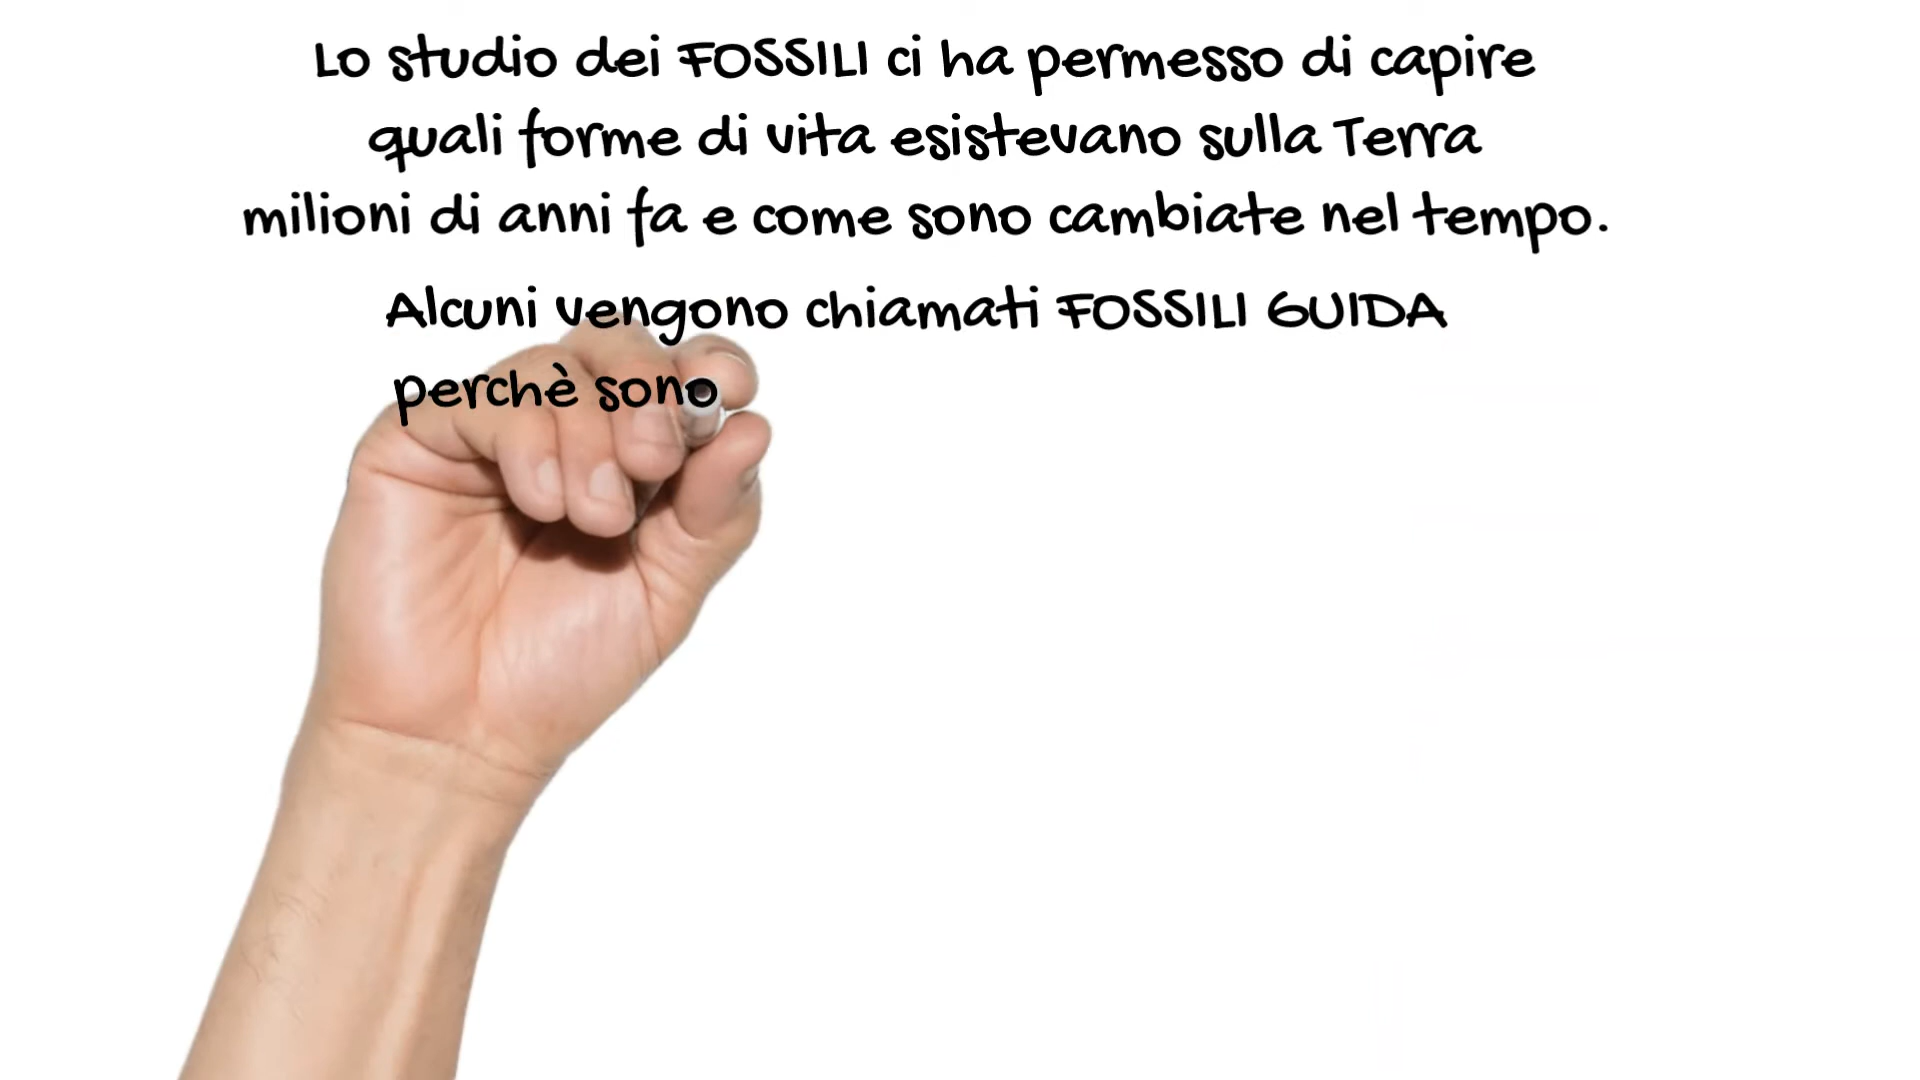 Lo studio dei FOSSILI ci ha permesso di capire
quali forme di vita esistevano sulla Terra
milioni di anni fa e come sono cambiate nel tempo.
Alcuni vengono chiamati FOSSILI GUIDA
perchè sono